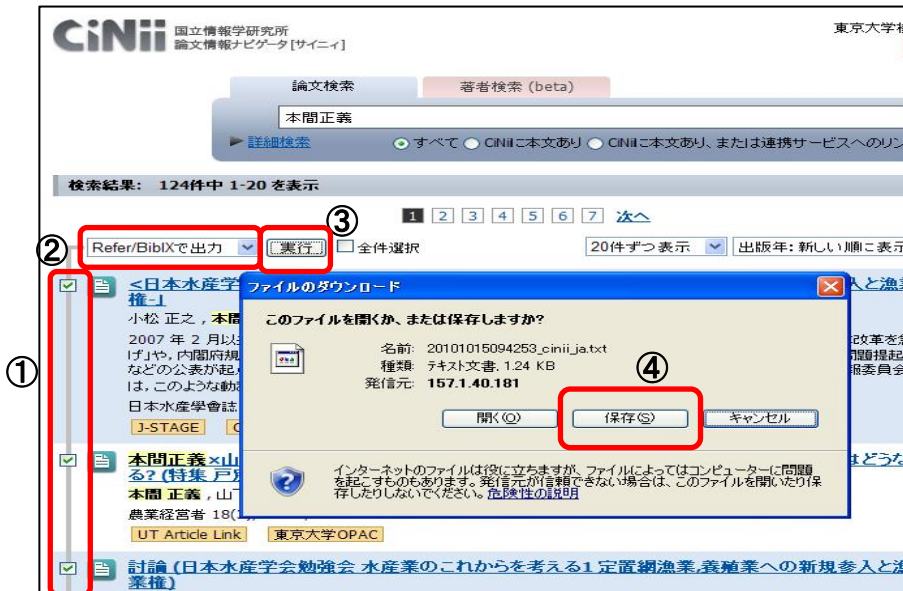 CiNii 国立情報学研究所
論文情報ナビゲータ[サイニィ]
東京大学
論文検索
著者検索 (beta)
本間正義
詳細検索
すべて CiNiiに本文あり CiNiiに本文あり、または連携サービスへのリン
検索結果: 124件中 1-20 を表示
1 2 3 4 5 6 7 次へ
② Refer/BibIXで出力 ③ 実行 全件選択 20件ずつ表示 出版年:新しい順に表示
①
<日本水産学
権-]
小松 正之 , 本間
2007 年 2 月以
げ」や、内閣府規
などの公表が起
は、このような動
日本水産學會誌
J-STAGE
入と漁業
改革を急
問題提起
報委員会
ファイルのダウンロード
このファイルを開くか、または保存しますか?
名前: 20101015094253_cinii_ja.txt
種類: テキスト文書, 1.24 KB
発信元: 157.1.40.181
④
開く(O) 保存(S) キャンセル
インターネットのファイルは役に立ちますが、ファイルによってはコンピューターに問題
を起こすものもあります。発信元が信頼できない場合は、このファイルを開いたり保
存したりしないでください。危険性の説明
本間正義×山
る? (特集 戸別
はどうな
本間 正義 , 山下
農業経営者 18(
UT Article Link 東京大学OPAC
討論 (日本水産学会勉強会 水産業のこれからを考える1 定置網漁業,養殖業への新規参入と漁
業権)